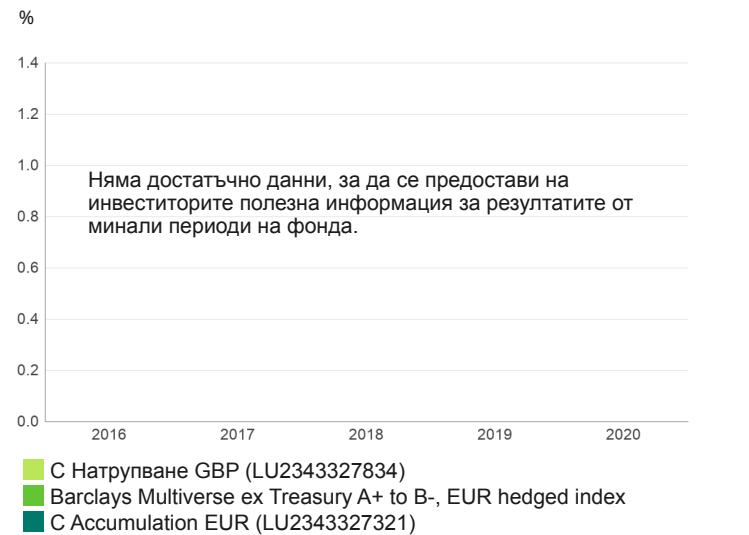 %
1.4
1.2
1.0
Няма достатъчно данни, за да се предостави на
инвеститорите полезна информация за резултатите от
минали периоди на фонда.
0.8
0.6
0.4
0.2
0.0
2016 2017 2018 2019 2020
C Натрупване GBP (LU2343327834)
Barclays Multiverse ex Treasury A+ to B-, EUR hedged index
C Accumulation EUR (LU2343327321)